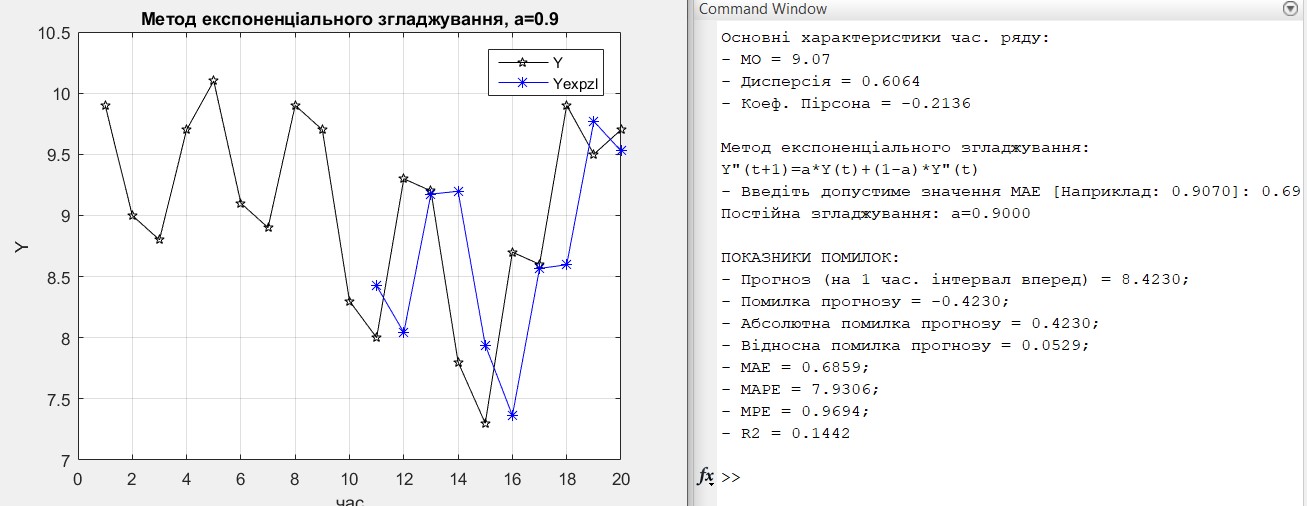 Метод експоненціального згладжування, a=0.9
10.5
10
9.5
9
8.5
8
7.5
7
Y
0 2 4 6 8 10 12 14 16 18 20
час
Y
Yexpzl
Command Window
Основні характеристики час. ряду:
- МО = 9.07
- Дисперсія = 0.6064
- Коеф. Пірсона = -0.2136
Метод експоненціального згладжування:
Y"(t+1)=a*Y(t)+(1-a)*Y"(t)
- Введіть допустиме значення MAE [Наприклад: 0.9070]: 0.69
Постійна згладжування: a=0.9000
ПОКАЗНИКИ ПОМИЛОК:
- Прогноз (на 1 час. інтервал вперед) = 8.4230;
- Помилка прогнозу = -0.4230;
- Абсолютна помилка прогнозу = 0.4230;
- Відносна помилка прогнозу = 0.0529;
- MAE = 0.6859;
- MAPE = 7.9306;
- MPE = 0.9694;
- R2 = 0.1442
fx >>